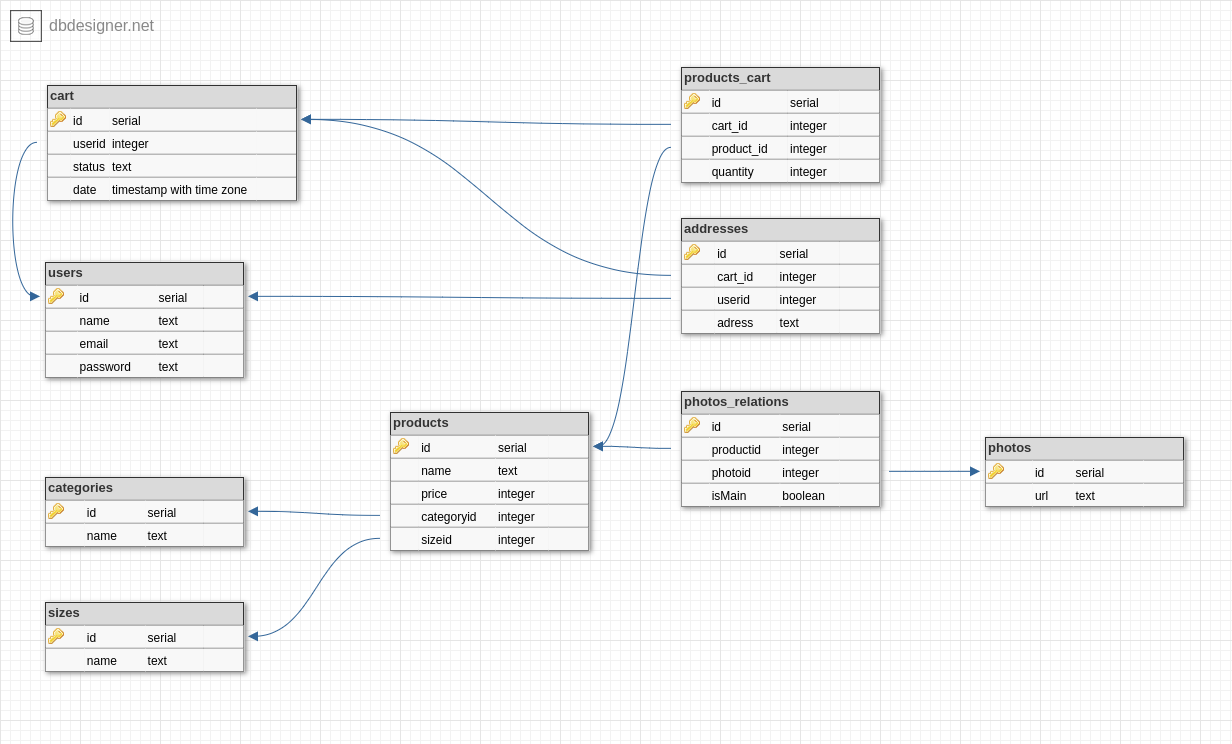 dbdesigner.net
cart
id serial
userid integer
status text
date timestamp with time zone
users
id serial
name text
email text
password text
categories
id serial
name text
sizes
id serial
name text
products
id serial
name text
price integer
categoryid integer
sizeid integer
products_cart
id serial
cart_id integer
product_id integer
quantity integer
addresses
id serial
cart_id integer
userid integer
adress text
photos_relations
id serial
productid integer
photoid integer
isMain boolean
photos
id serial
url text